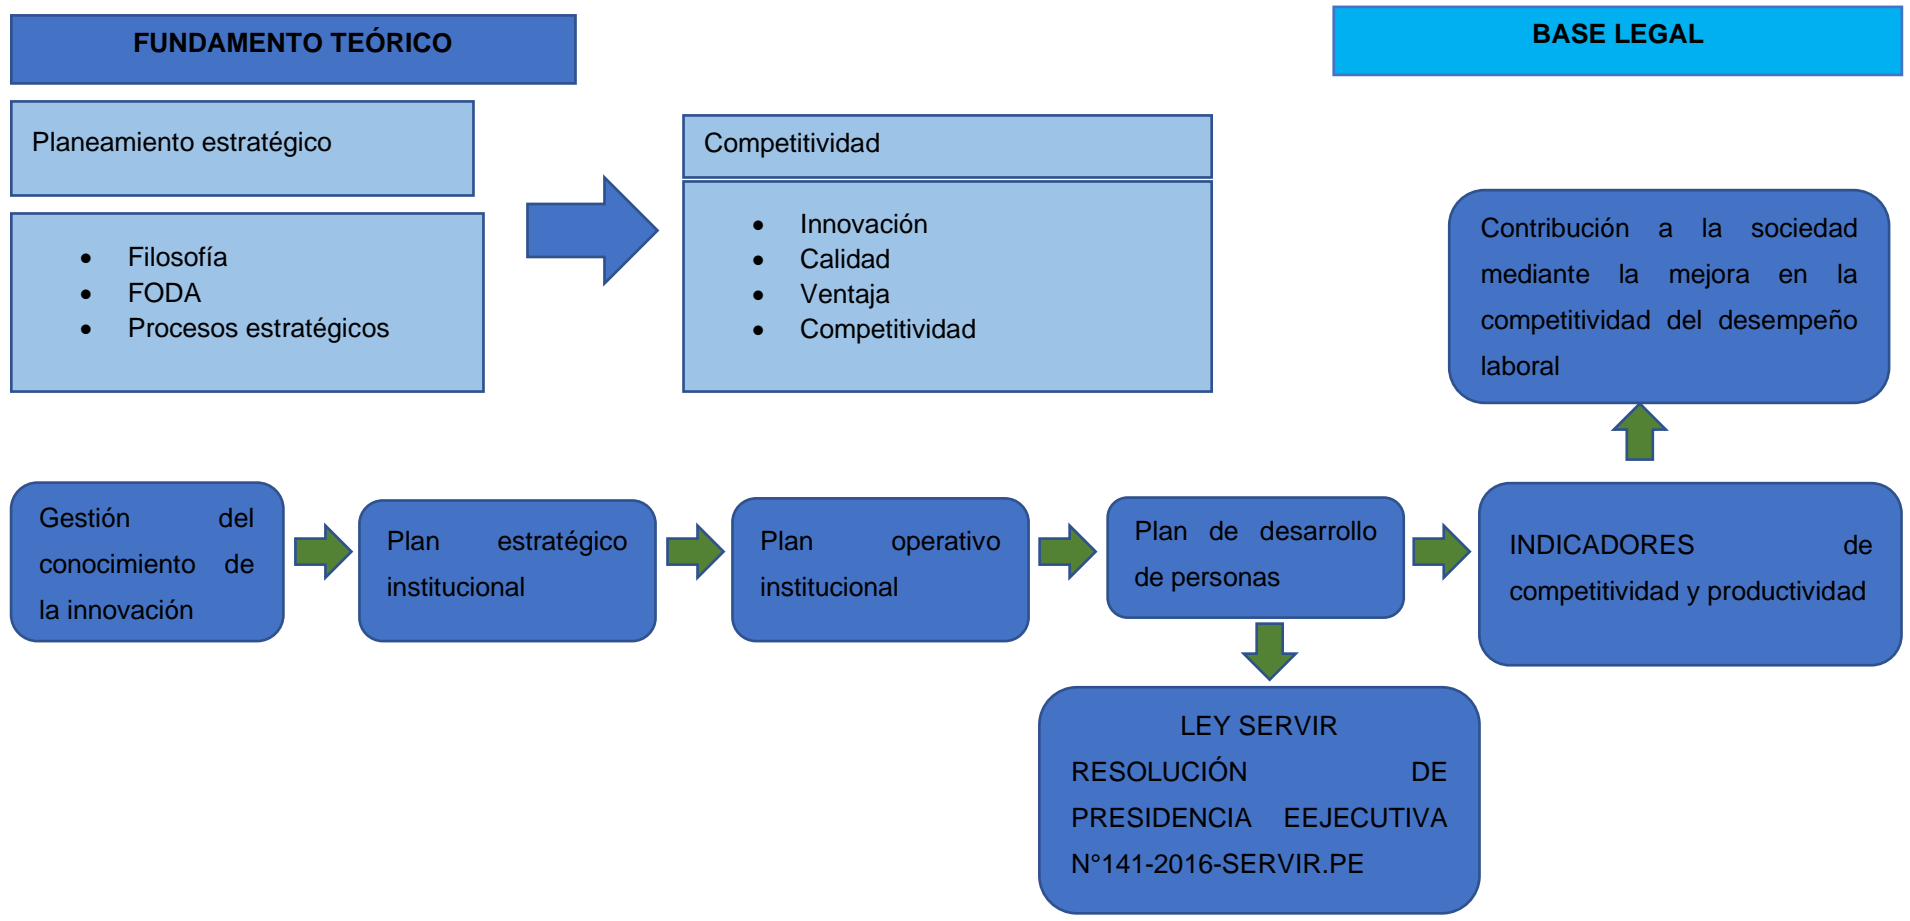 FUNDAMENTO TEÓRICO
BASE LEGAL
Planeamiento estratégico
• Filosofía
• FODA
• Procesos estratégicos
Competitividad
• Innovación
• Calidad
• Ventaja
• Competitividad
Contribución a la sociedad
mediante la mejora en la
competitividad del desempeño
laboral
Gestión del
conocimiento de
la innovación
Plan estratégico
institucional
Plan operativo
institucional
Plan de desarrollo
de personas
INDICADORES de
competitividad y productividad
LEY SERVIR
RESOLUCIÓN DE
PRESIDENCIA EEJECUTIVA
N°141-2016-SERVIR.PE